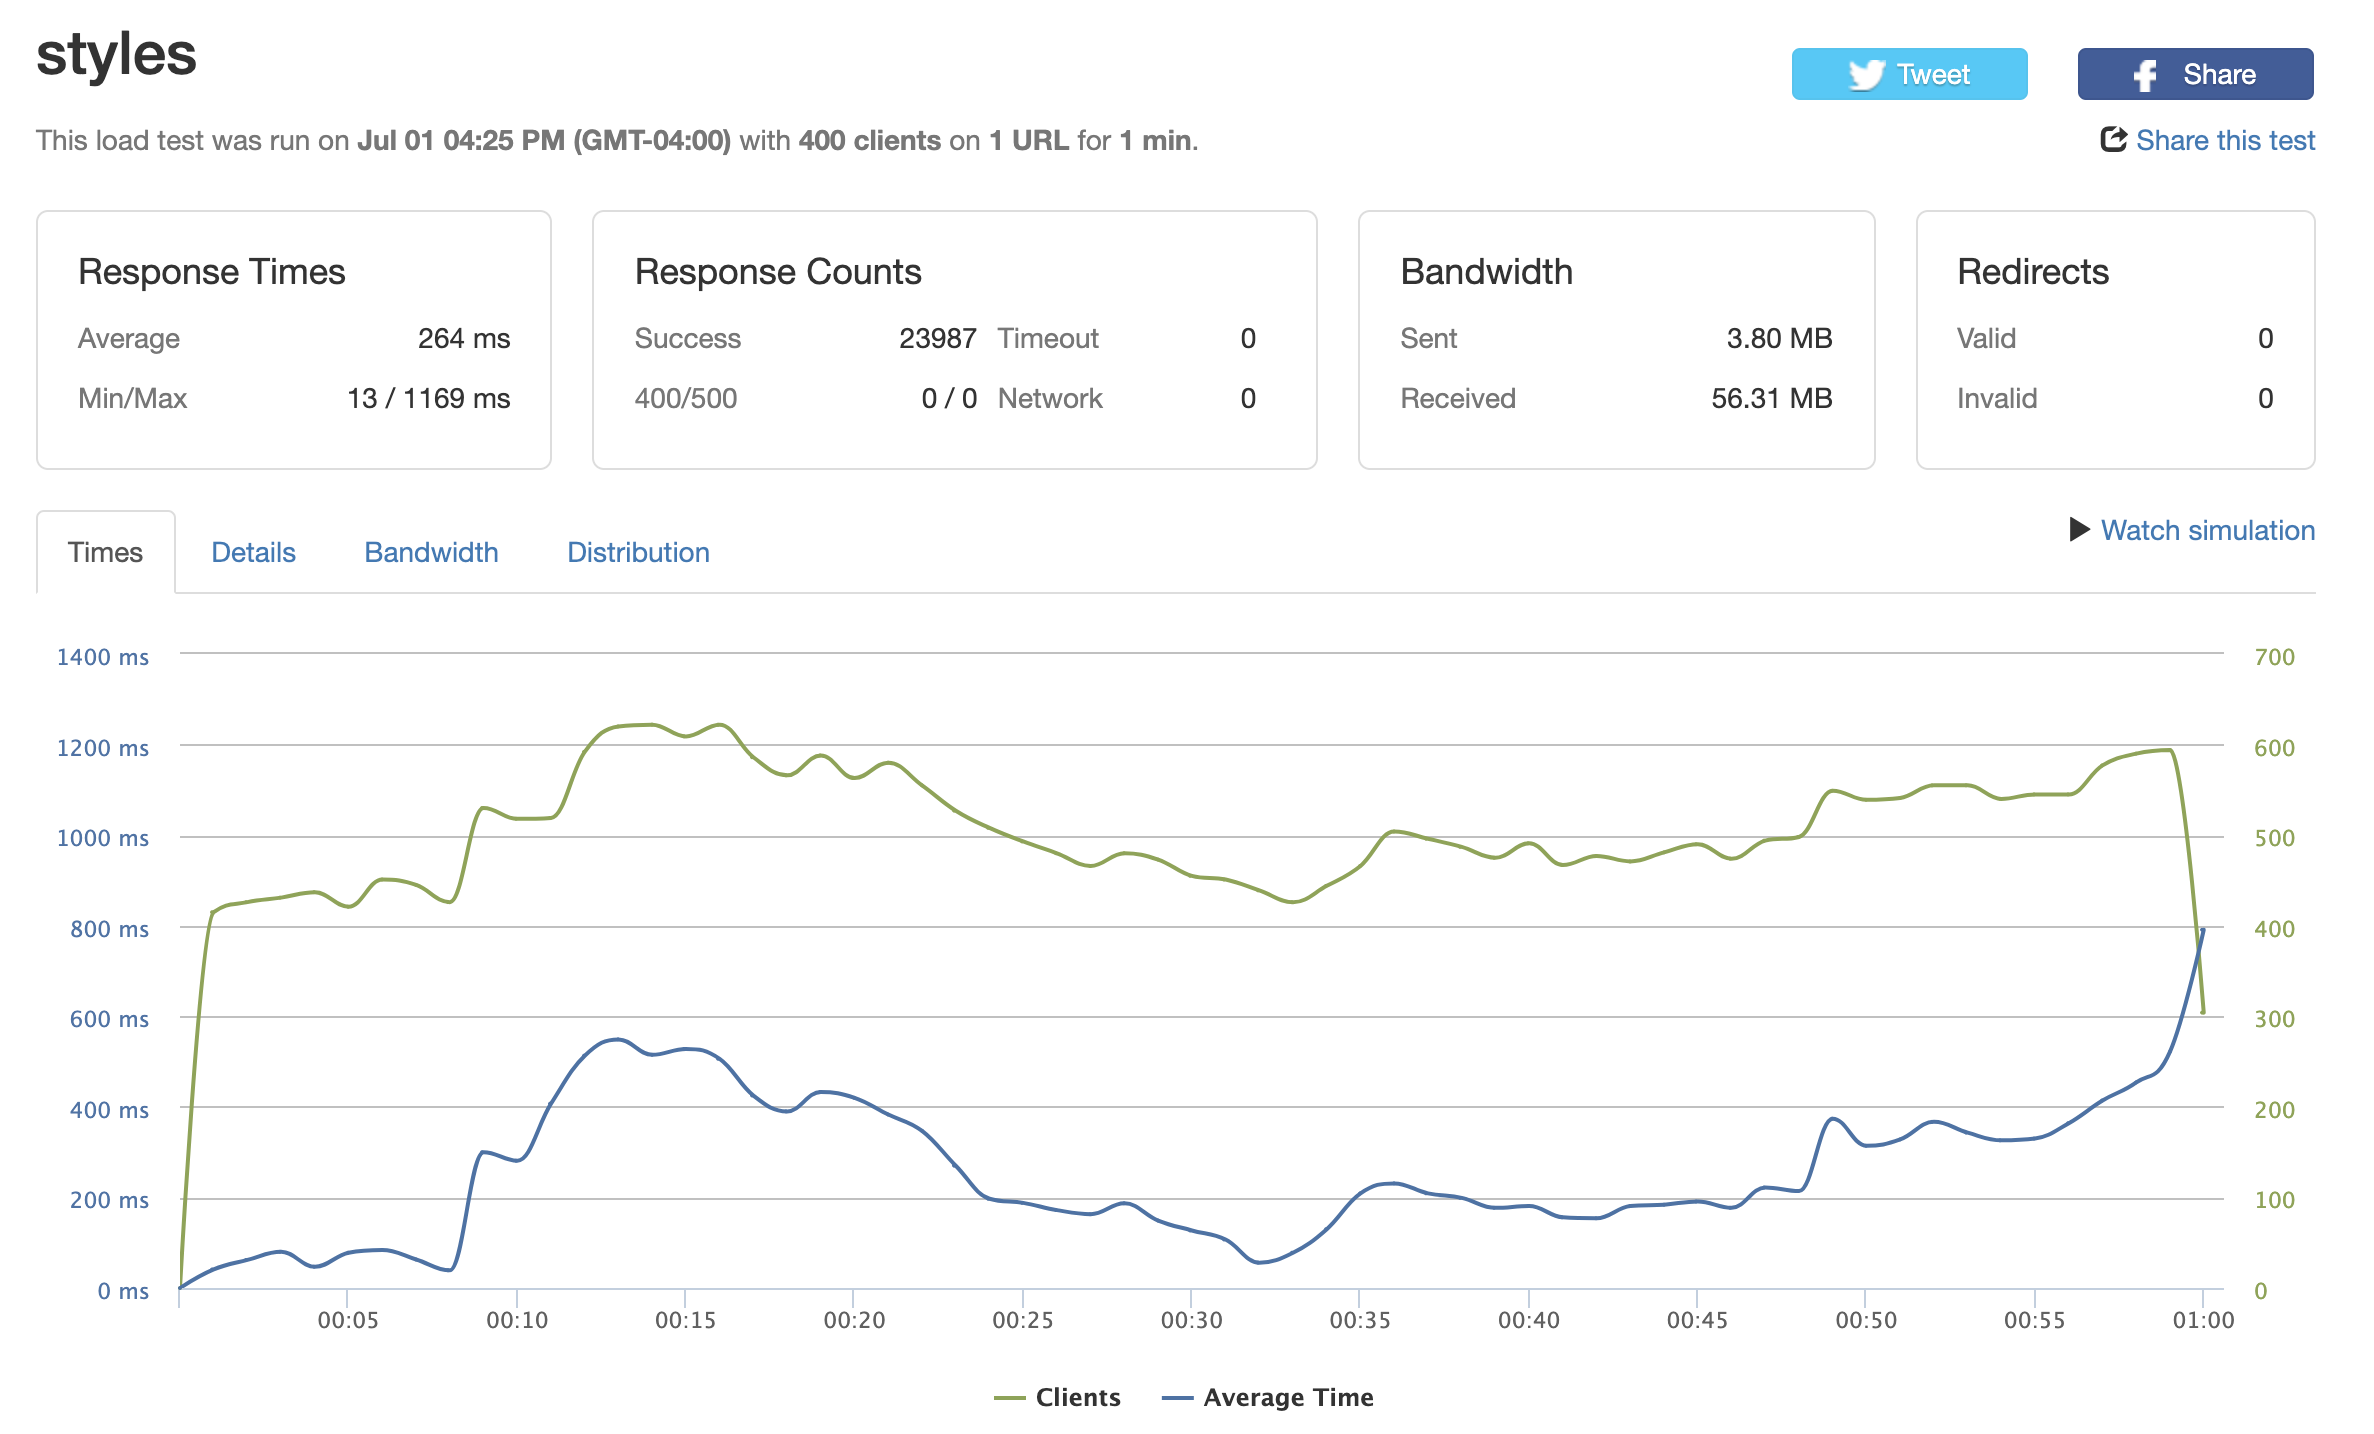 styles
Tweet
Share
This load test was run on Jul 01 04:25 PM (GMT-04:00) with 400 clients on 1 URL for 1 min.
Share this test
Response Times
Average 264 ms
Min/Max 13 / 1169 ms
Response Counts
Success 23987 Timeout 0
400/500 0 / 0 Network 0
Bandwidth
Sent 3.80 MB
Received 56.31 MB
Redirects
Valid 0
Invalid 0
Times Details Bandwidth Distribution
Watch simulation
1400 ms 700
1200 ms 600
1000 ms 500
800 ms 400
600 ms 300
400 ms 200
200 ms 100
0 ms 0
00:05 00:10 00:15 00:20 00:25 00:30 00:35 00:40 00:45 00:50 00:55 01:00
Clients Average Time